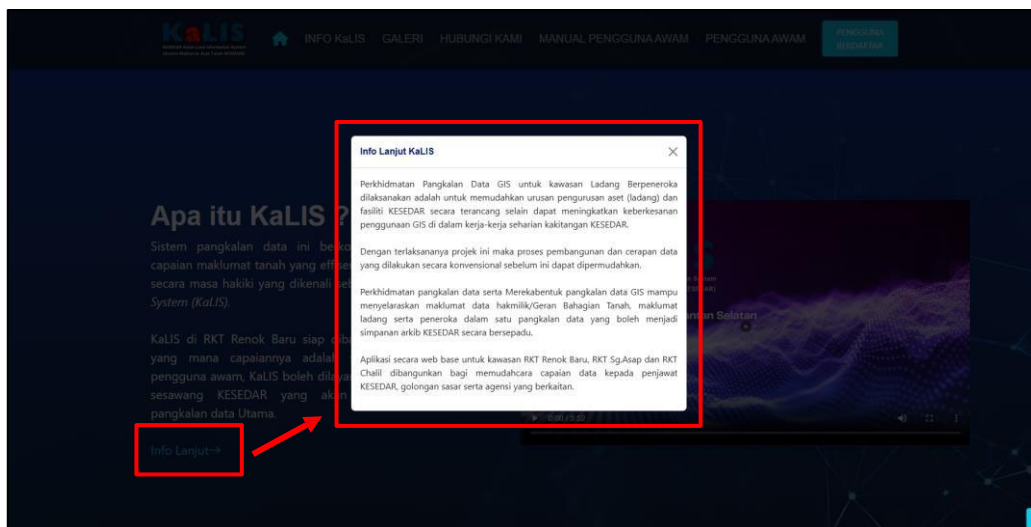 KaLIS
INFO KaLIS GALERI HUBUNGI KAMI MANUAL PENGGUNA AWAM PENGGUNA AWAM
PENGGUNA
BERDAFTAR
Info Lanjut KaLIS
Perkhidmatan Pangkalan Data GIS untuk kawasan Ladang Berpeneroka
dilaksanakan adalah untuk memudahkan urusan pengurusan aset (ladang) dan
fasiliti KESEDAR secara terancang selain dapat meningkatkan keberkesanan
penggunaan GIS di dalam kerja-kerja seharian kakitangan KESEDAR.
Dengan terlaksananya projek ini maka proses pembangunan dan cerapan data
yang dilakukan secara konvensional sebelum ini dapat dipermudahkan.
Perkhidmatan pangkalan data serta Merekabentuk pangkalan data GIS mampu
menyelaraskan maklumat data hakmilik/Geran Bahagian Tanah, maklumat
ladang serta peneroka dalam satu pangkalan data yang boleh menjadi
simpanan arkib KESEDAR secara bersepadu.
Aplikasi secara web base untuk kawasan RKT Renok Baru, RKT Sg.Asap dan RKT
Chalil dibangunkan bagi memudahcara capaian data kepada penjawat
KESEDAR, golongan sasar serta agensi yang berkaitan.
Apa itu KaLIS ?
Sistem pangkalan data ini
capaian maklumat tanah yang
secara masa hakiki yang dikenali
System (KaLIS).
KaLIS di RKT Renok Baru siap
yang mana capaiannya adalah
pengguna awam, KaLIS boleh
sesawang KESEDAR yang akan
pangkalan data Utama.
Info Lanjut→
Selatan
0:00 / 5:59